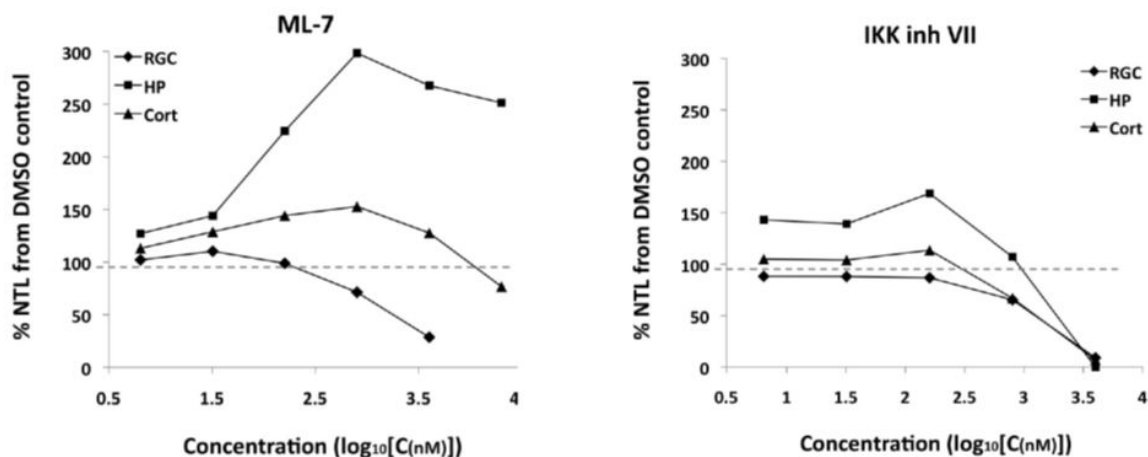 ML-7
% NTL from DMSO control
300
250
200
150
100
50
0
RGC
HP
Cort
0.5 1.5 2.5 3.5 4
Concentration (log10[C(nM)])
IKK inh VII
% NTL from DMSO control
300
250
200
150
100
50
0
RGC
HP
Cort
0.5 1 1.5 2 2.5 3 3.5 4
Concentration (log10[C(nM)])